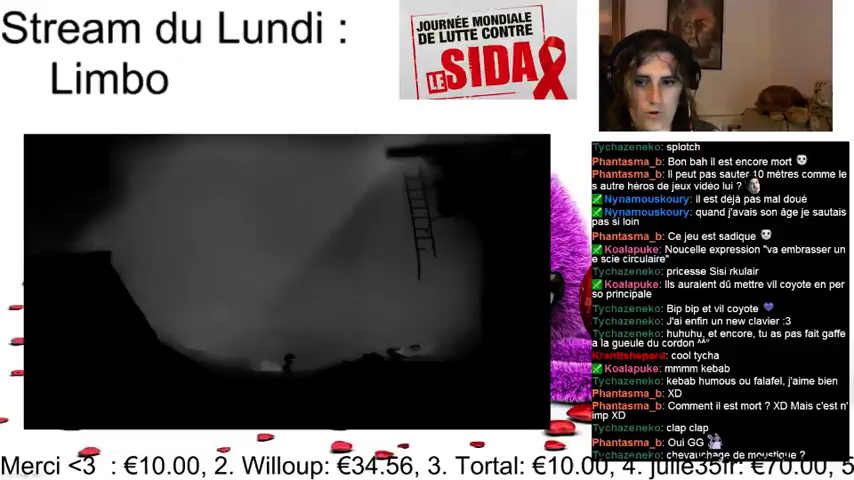 Stream du Lundi :
Limbo
JOURNÉE MONDIALE
DE LUTTE CONTRE
LE SIDA
Tychazeneko: splotch
Phantasma_b: Bon bah il est encore mort
Phantasma_b: Il peut pas sauter 10 mètres comme le
s autre héros de jeux vidéo lui ?
Nynamouskoury: il est déjà pas mal doué
Nynamouskoury: quand j'avais son âge je sautais
pas si loin
Phantasma_b: Ce jeu est sadique
Koalapuke: Noucelle expression "va embrasser un
e scie circulaire"
Tychazeneko: pricesse Sisi rkulair
Koalapuke: Ils auraient dû mettre vil coyote en per
so principale
Tychazeneko: Bip bip et vil coyote
Tychazeneko: J'ai enfin un new clavier :3
Tychazeneko: huhuhu, et encore, tu as pas fait gaffe
a la gueule du cordon ^^°
Kranttshepard: cool tycha
Koalapuke: mmmm kebab
Tychazeneko: kebab humous ou falafel, j'aime bien
Phantasma_b: XD
Phantasma_b: Comment il est mort ? XD Mais c'est n'
imp XD
Tychazeneko: clap clap
Phantasma_b: Oui GG
Tychazeneko: chevauchage de moustique ?
Merci <3 : €10.00, 2. Willoup: €34.56, 3. Tortal: €10.00, 4. julie35fr: €70.00, 5